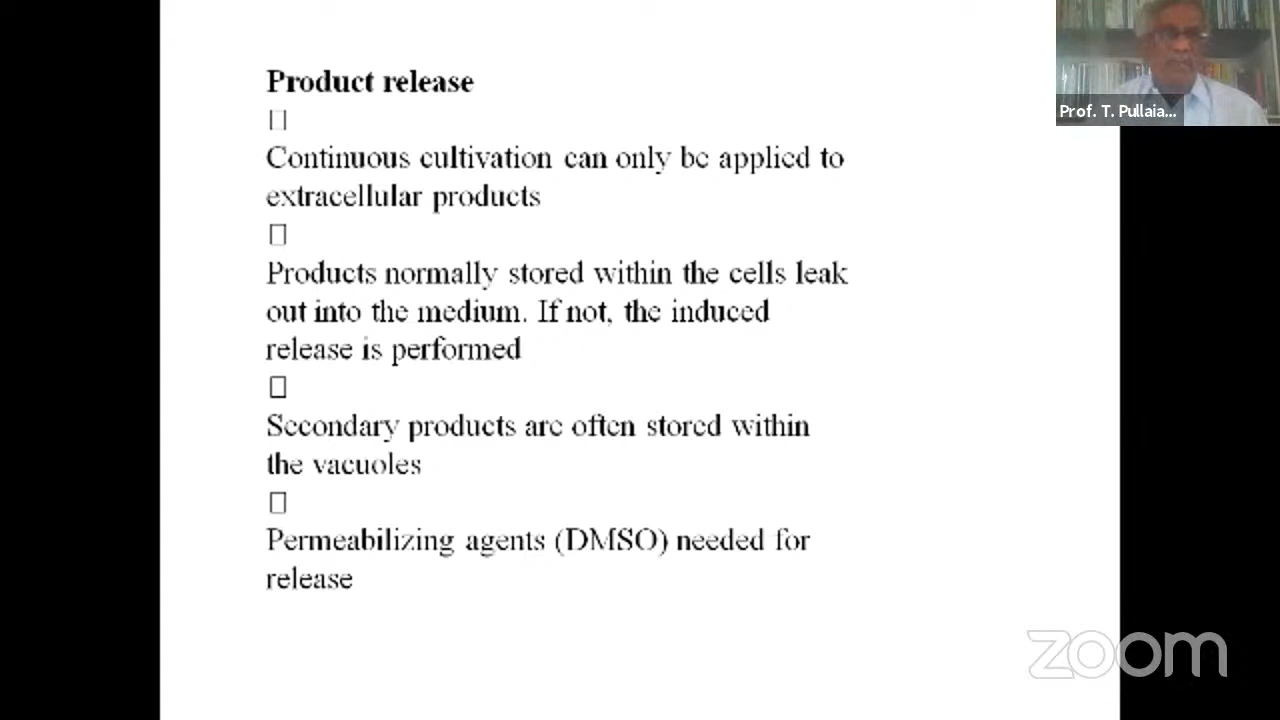 Product release
Continuous cultivation can only be applied to
extracellular products
Products normally stored within the cells leak
out into the medium. If not, the induced
release is performed
Secondary products are often stored within
the vacuoles
Permeabilizing agents (DMSO) needed for
release
Prof. T. Pullaia...
zoom